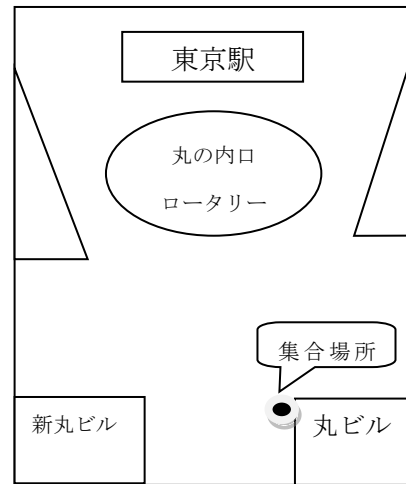 東京駅
丸の内口
ロータリー
集合場所
新丸ビル
丸ビル